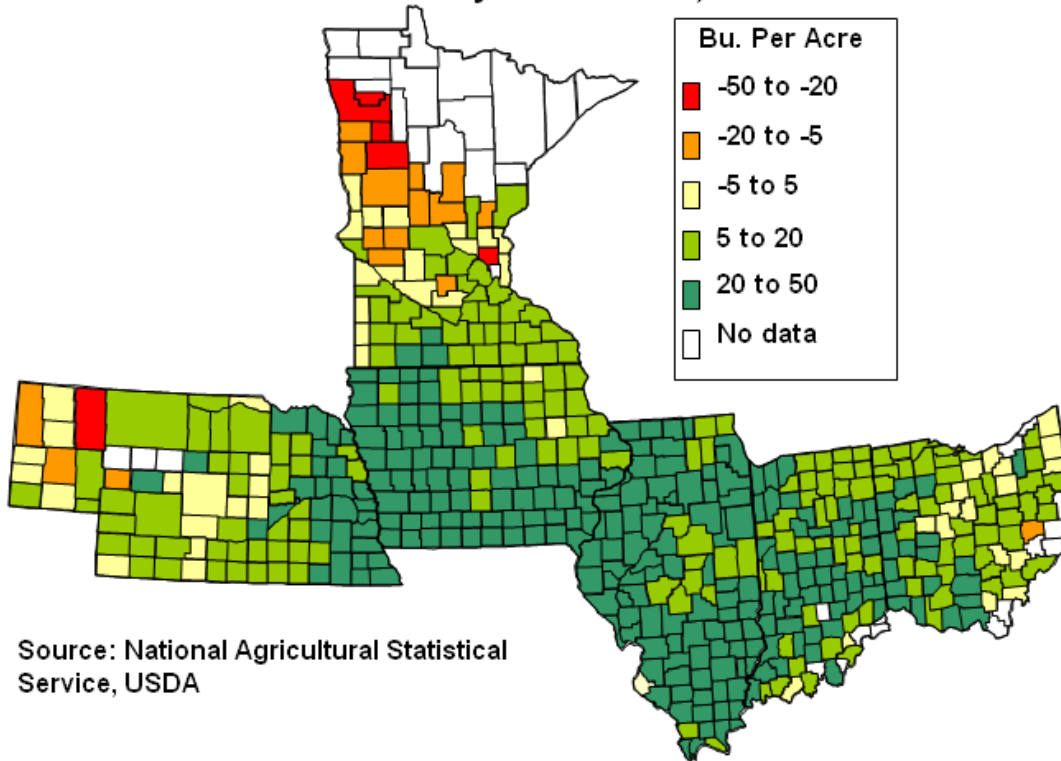 Bu. Per Acre
-50 to -20
-20 to -5
-5 to 5
5 to 20
20 to 50
No data
Source: National Agricultural Statistical
Service, USDA